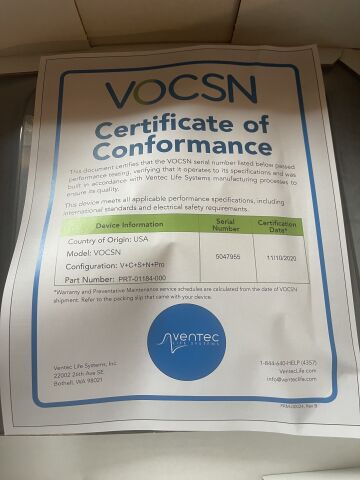 VOCSN
Certificate of
Conformance
This document certifies that the VOCSN serial number listed below passed
performance testing, verifying that it operates to its specifications and was
built in accordance with Ventec Life Systems manufacturing processes to
ensure its quality.
This device meets all applicable performance specifications, including
international standards and electrical safety requirements.
Device Information
Serial
Number
Certification
Date*
Country of Origin: USA
Model: VOCSN
Configuration: V+C+S+N+Pro
Part Number: PRT-01184-000
5047955
11/10/2020
*Warranty and Preventative Maintenance service schedules are calculated from the date of VOCSN
shipment. Refer to the packing slip that came with your device.
VENTEC
LIFE SYSTEMS
Ventec Life Systems, Inc.
22002 26th Ave SE
Bothell, WA 98021
1-844-640-HELP (4357)
VentecLife.com
info@venteclife.com